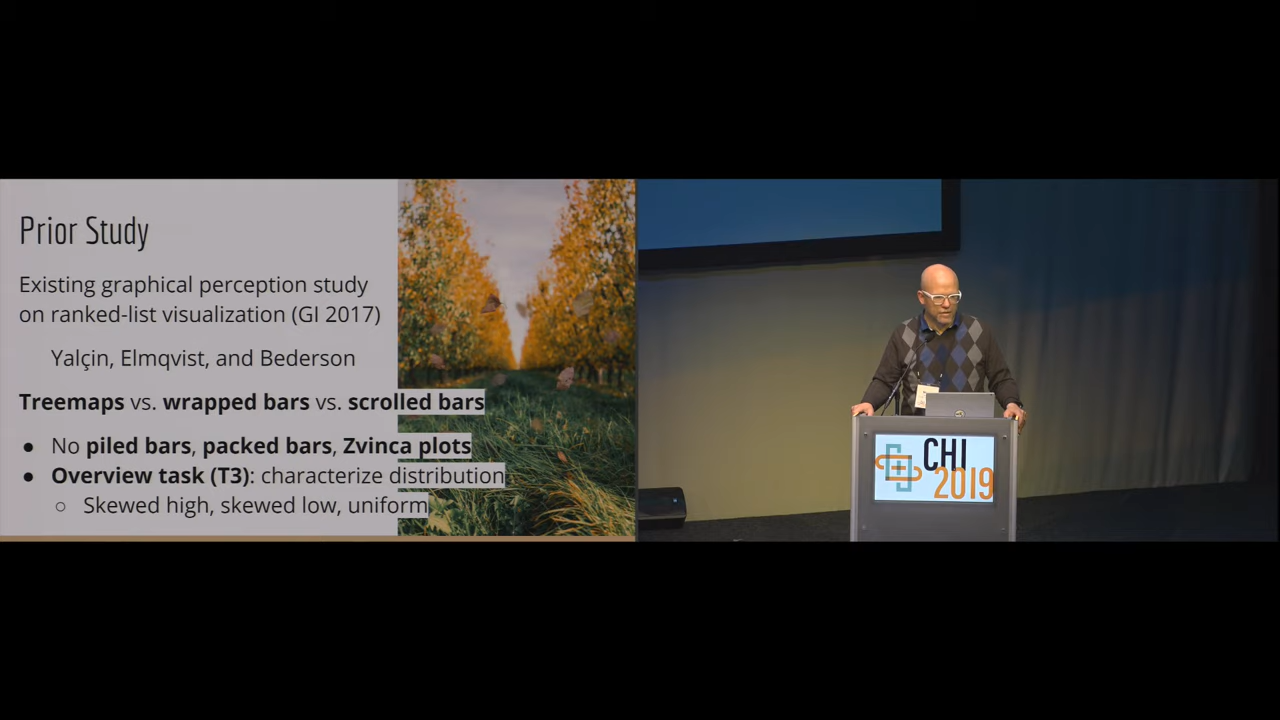 Prior Study
Existing graphical perception study
on ranked-list visualization (GI 2017)
Yalçin, Elmqvist, and Bederson
Treemaps vs. wrapped bars vs. scrolled bars
● No piled bars, packed bars, Zvinca plots
● Overview task (T3): characterize distribution
○ Skewed high, skewed low, uniform
CHI
2019